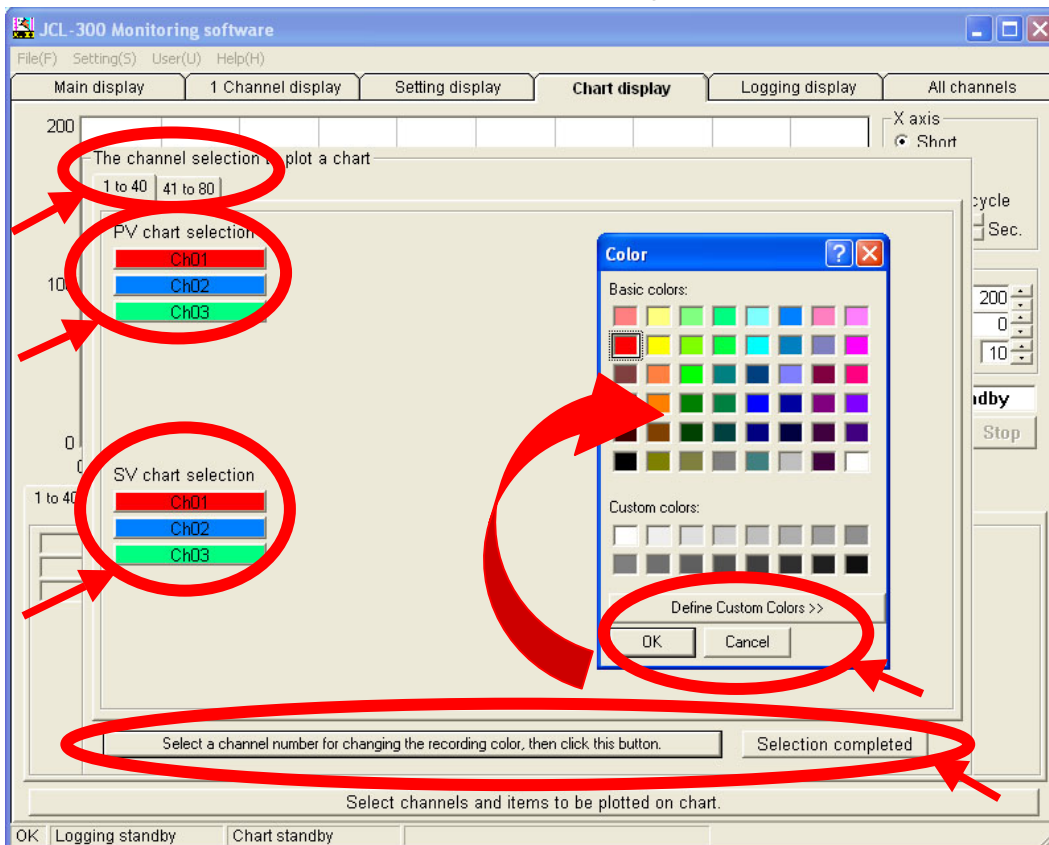 JCL-300 Monitoring software
File(F) Setting(S) User(U) Help(H)
Main display 1 Channel display Setting display Chart display Logging display All channels
200
X axis
Short
The channel selection to plot a chart
1 to 40 41 to 80
cycle
Sec.
PV chart selection
Ch01
Ch02
Ch03
100
200
0
10
Color
Basic colors:
Stop
0
SV chart selection
Ch01
Ch02
Ch03
1 to 40
Custom colors:
Define Custom Colors >>
OK Cancel
Select a channel number for changing the recording color, then click this button. Selection completed
Select channels and items to be plotted on chart.
OK Logging standby Chart standby